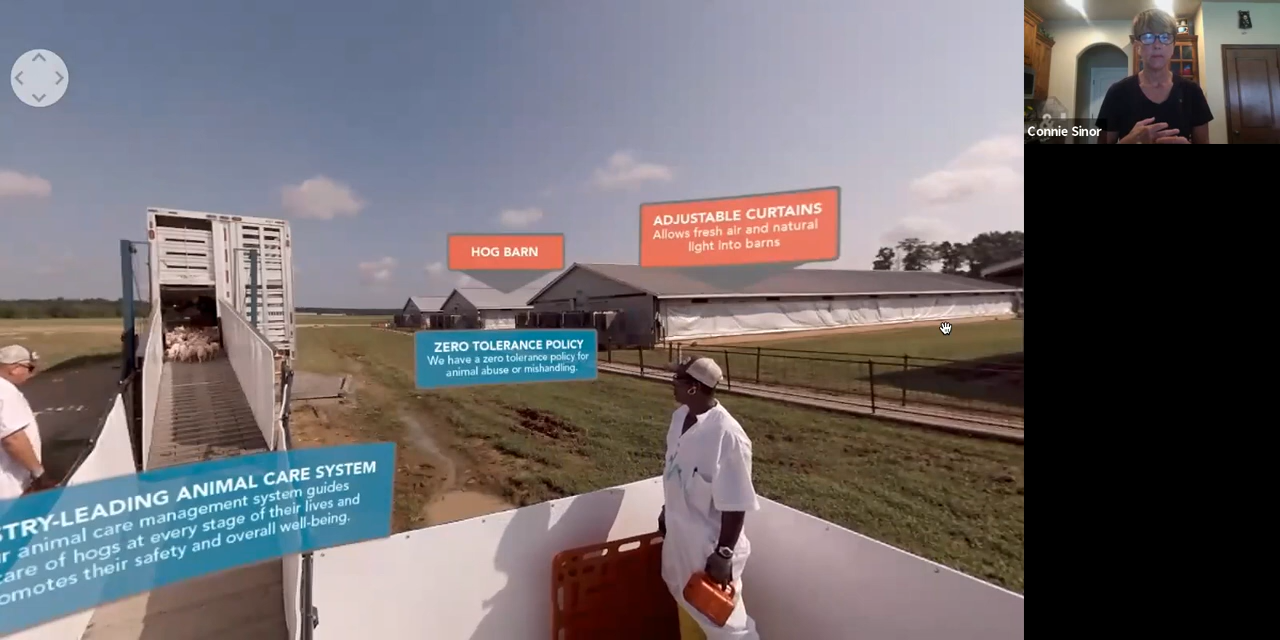 Connie Sinor
ADJUSTABLE CURTAINS
Allows fresh air and natural
light into barns
HOG BARN
ZERO TOLERANCE POLICY
We have a zero tolerance policy for
animal abuse or mishandling.
STRY-LEADING ANIMAL CARE SYSTEM
r animal care management system guides
care of hogs at every stage of their lives and
omotes their safety and overall well-being.